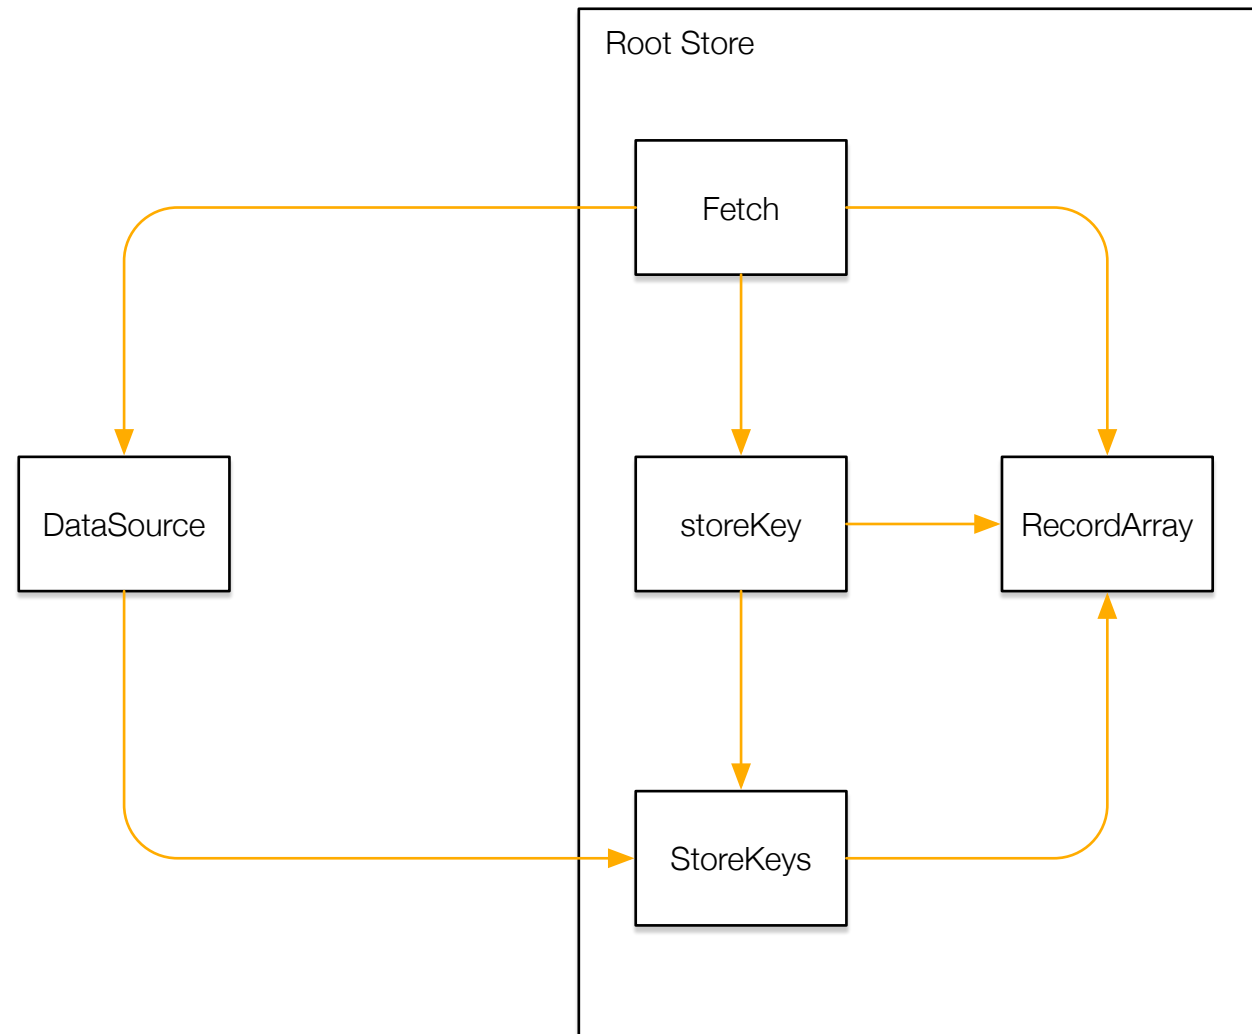 Root Store
Fetch
DataSource
storeKey
RecordArray
StoreKeys